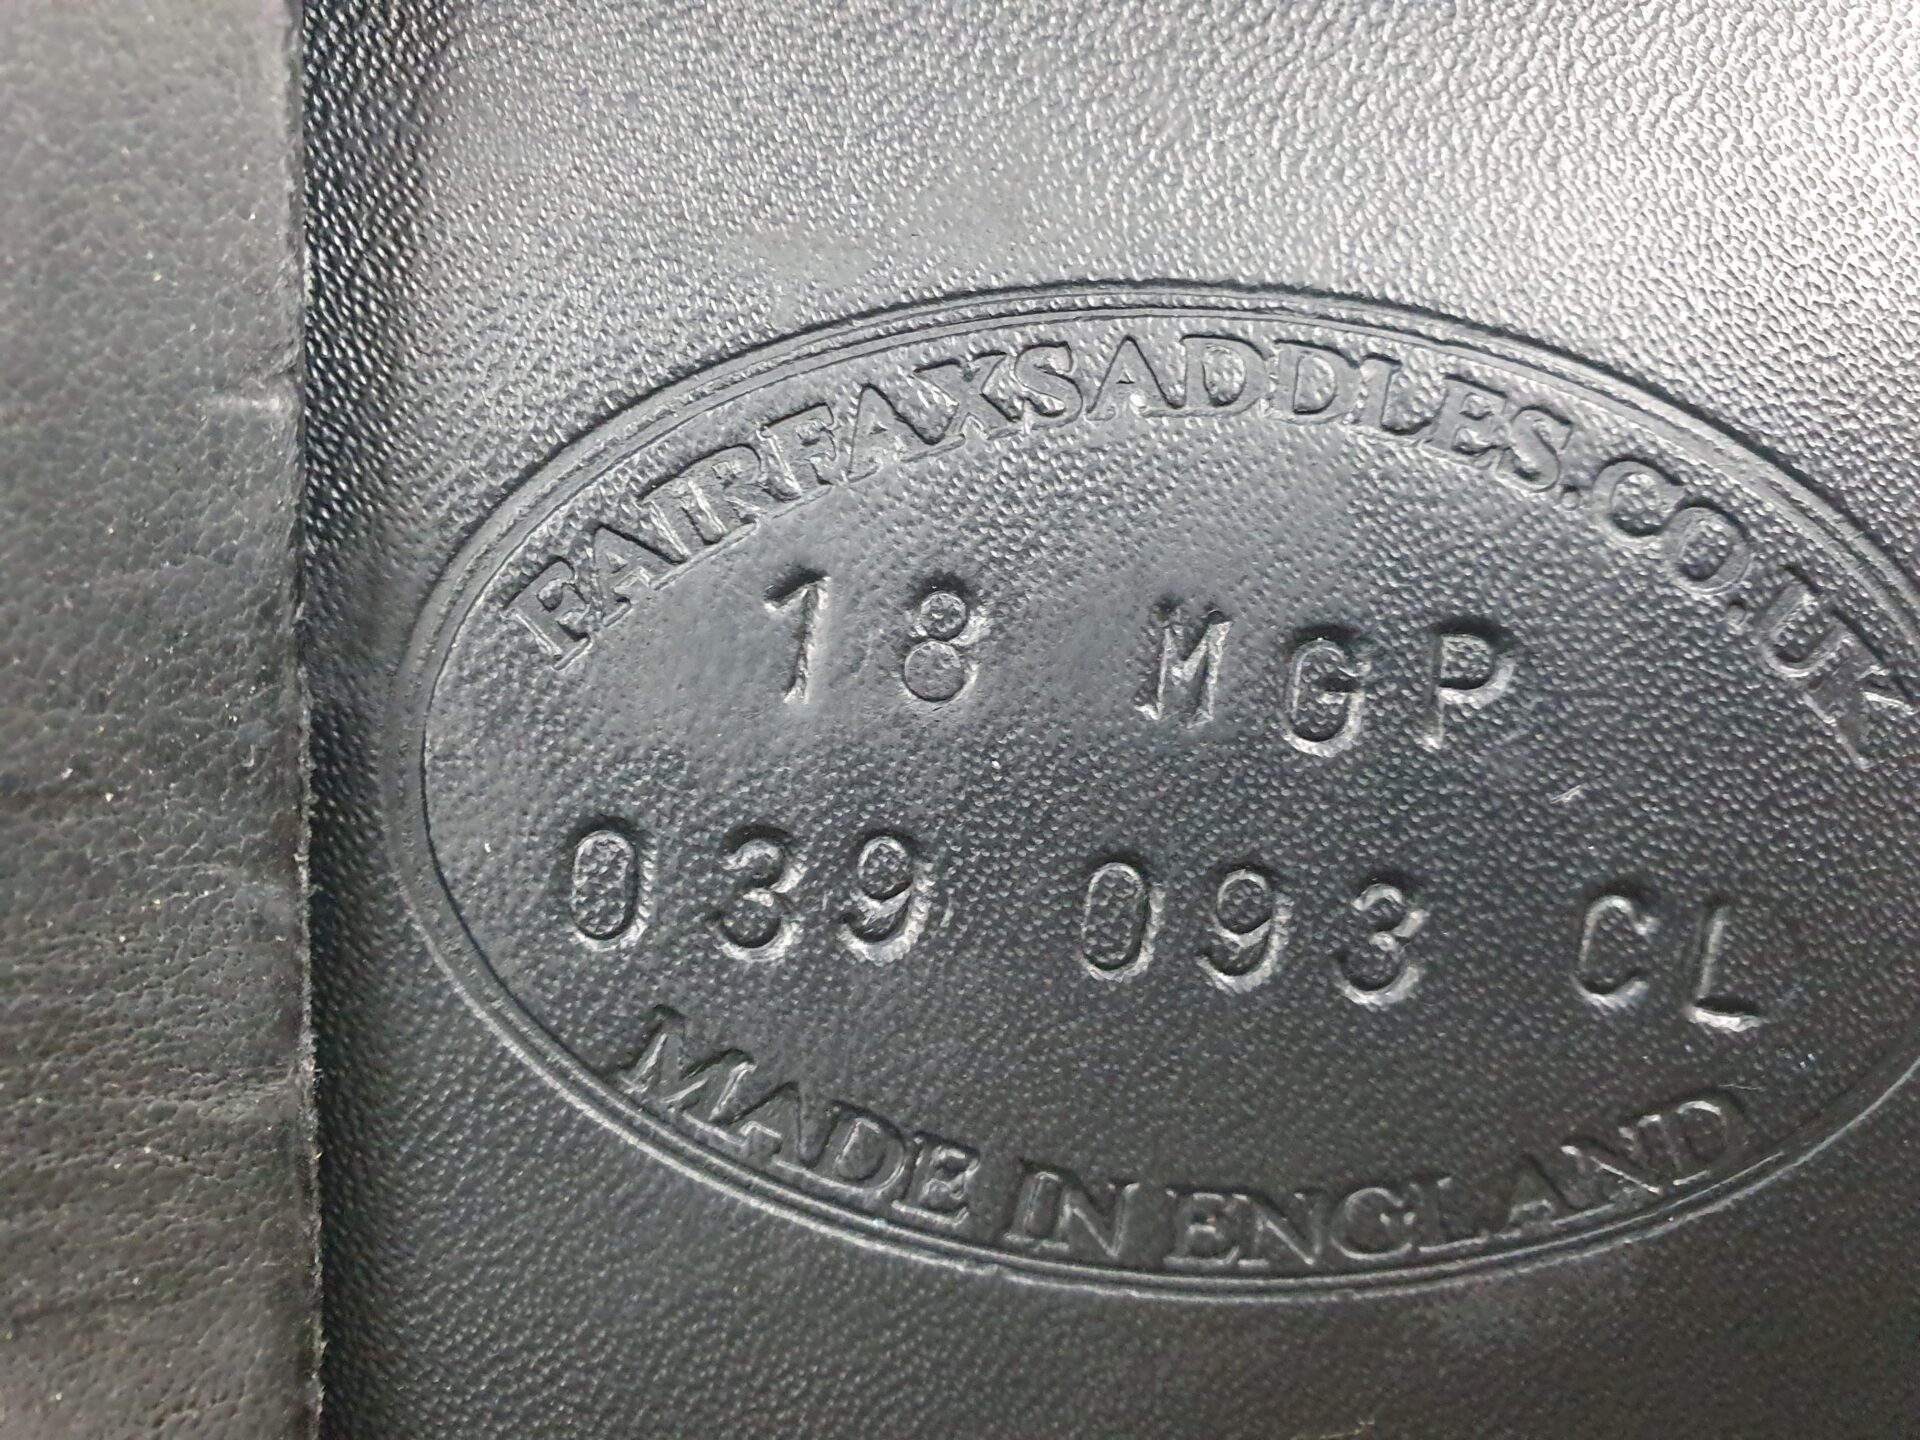 FAIRFAXSADDLES.CO.UK
18 MGP
039 093 CL
MADE IN ENGLAND